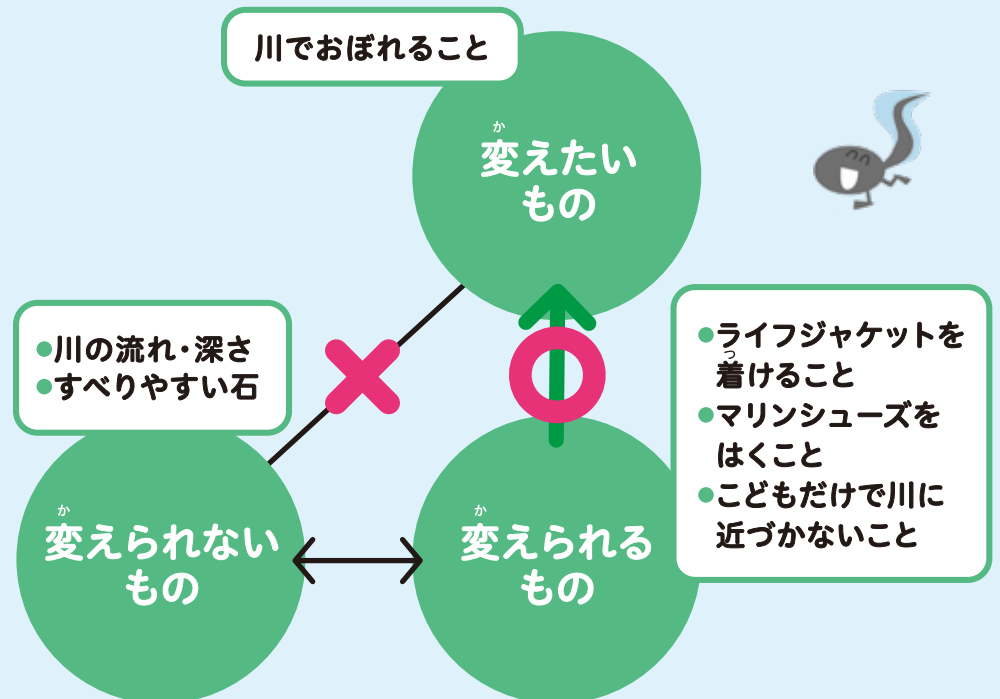 川でおぼれること
か
変えたい
もの
●川の流れ・深さ
●すべりやすい石
●ライフジャケットを
つ
着けること
●マリンシューズを
はくこと
●こどもだけで川に
近づかないこと
か
変えられない
もの
か
変えられる
もの